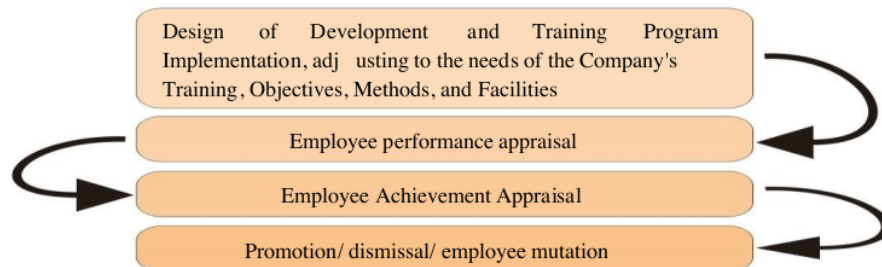 Design of Development and Training Program
Implementation, adj usting to the needs of the Company's
Training, Objectives, Methods, and Facilities
Employee performance appraisal
Employee Achievement Appraisal
Promotion/ dismissal/ employee mutation